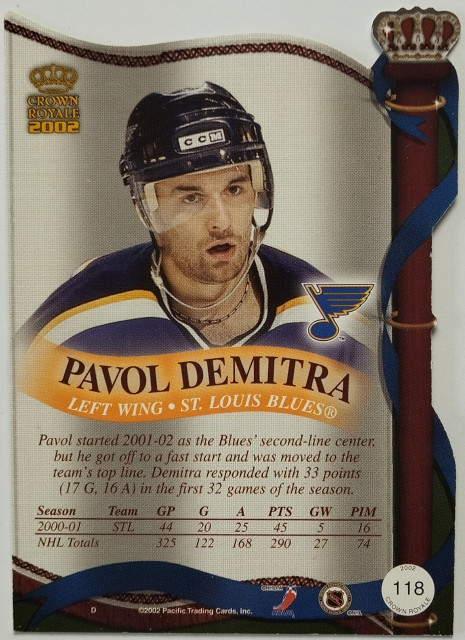 CROWN
ROYALE
2002
CCM
PAVOL DEMITRA
LEFT WING • ST. LOUIS BLUES®
Pavol started 2001-02 as the Blues' second-line center,
but he got off to a fast start and was moved to the
team's top line. Demitra responded with 33 points
(17 G, 16 A) in the first 32 games of the season.
Season Team GP G A PTS GW PIM
2000-01 STL 44 20 25 45 5 16
NHL Totals 325 122 168 290 27 74
2002
118
CROWN ROYALE
D ©2002 Pacific Trading Cards, Inc.